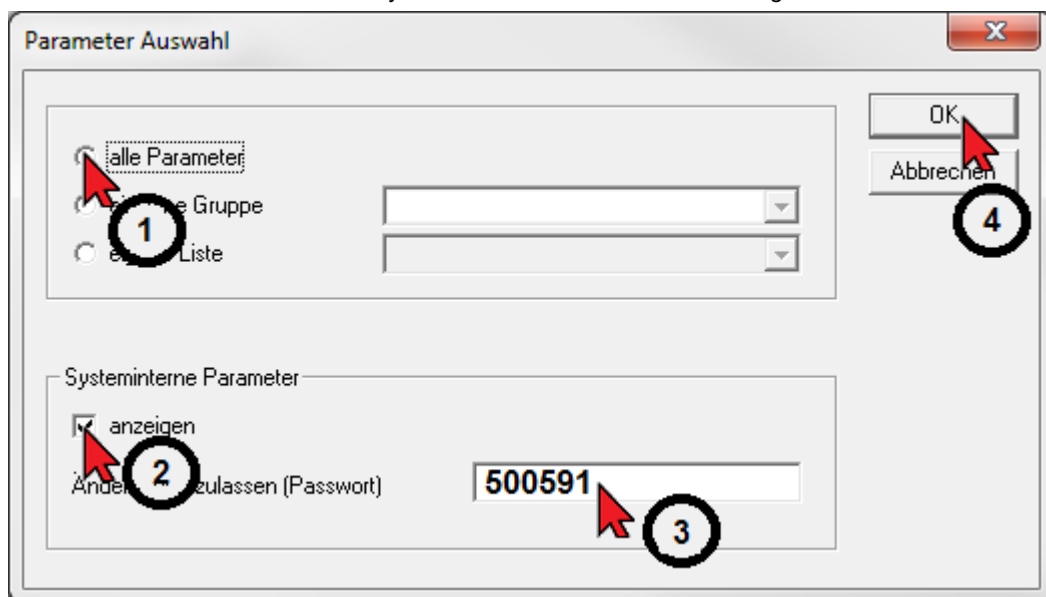 Parameter Auswahl
OK
alle Parameter
Abbrechen
Gruppe
1
4
Liste
Systeminterne Parameter
anzeigen
2
zulassen (Passwort)
500591
3